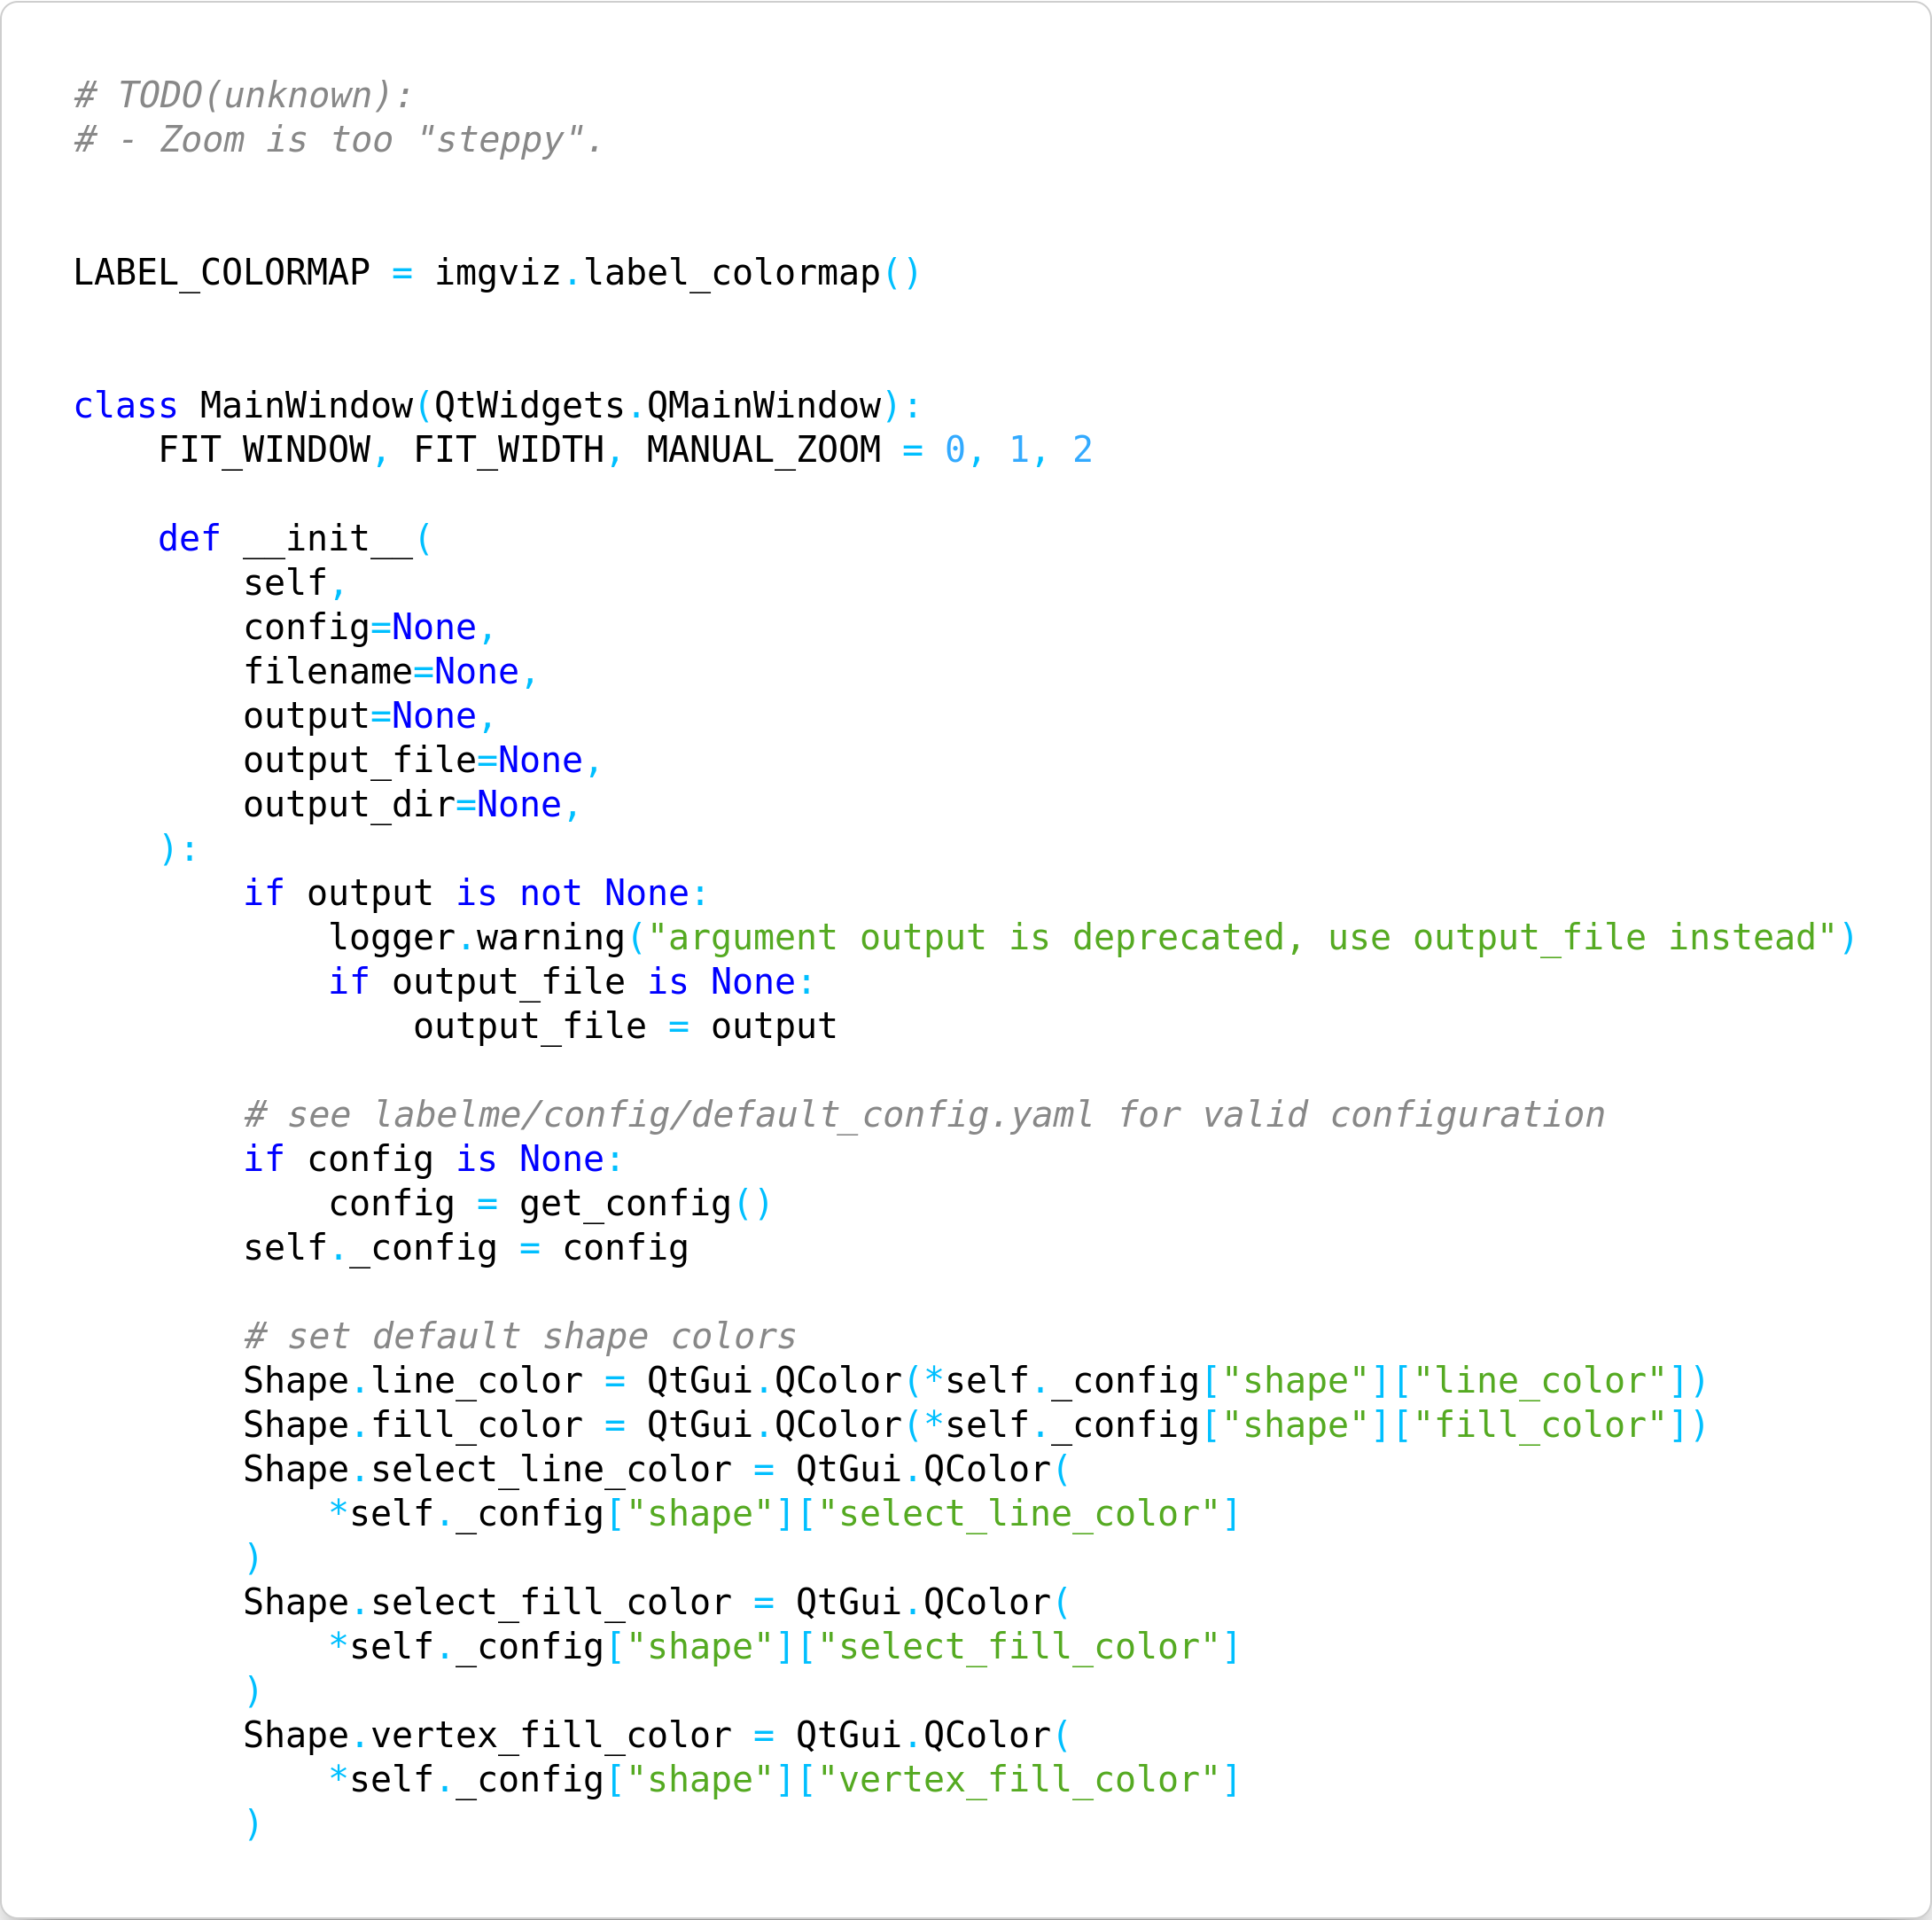 # TODO(unknown):
# - Zoom is too "steppy".


LABEL_COLORMAP = imgviz.label_colormap()


class MainWindow(QtWidgets.QMainWindow):
    FIT_WINDOW, FIT_WIDTH, MANUAL_ZOOM = 0, 1, 2

    def __init__(
        self,
        config=None,
        filename=None,
        output=None,
        output_file=None,
        output_dir=None,
    ):
        if output is not None:
            logger.warning("argument output is deprecated, use output_file instead")
            if output_file is None:
                output_file = output

        # see labelme/config/default_config.yaml for valid configuration
        if config is None:
            config = get_config()
        self._config = config

        # set default shape colors
        Shape.line_color = QtGui.QColor(*self._config["shape"]["line_color"])
        Shape.fill_color = QtGui.QColor(*self._config["shape"]["fill_color"])
        Shape.select_line_color = QtGui.QColor(
            *self._config["shape"]["select_line_color"]
        )
        Shape.select_fill_color = QtGui.QColor(
            *self._config["shape"]["select_fill_color"]
        )
        Shape.vertex_fill_color = QtGui.QColor(
            *self._config["shape"]["vertex_fill_color"]
        )